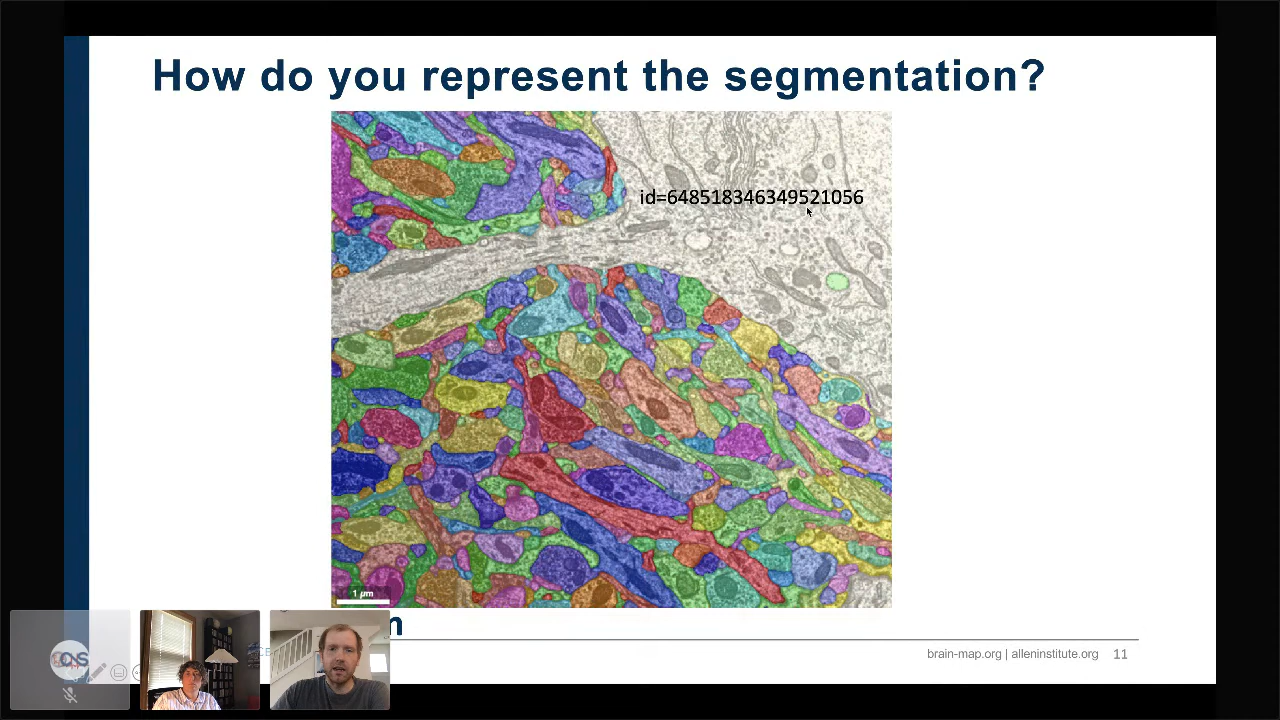 How do you represent the segmentation?
id=648518346349521056
1 µm
brain-map.org | alleninstitute.org 11